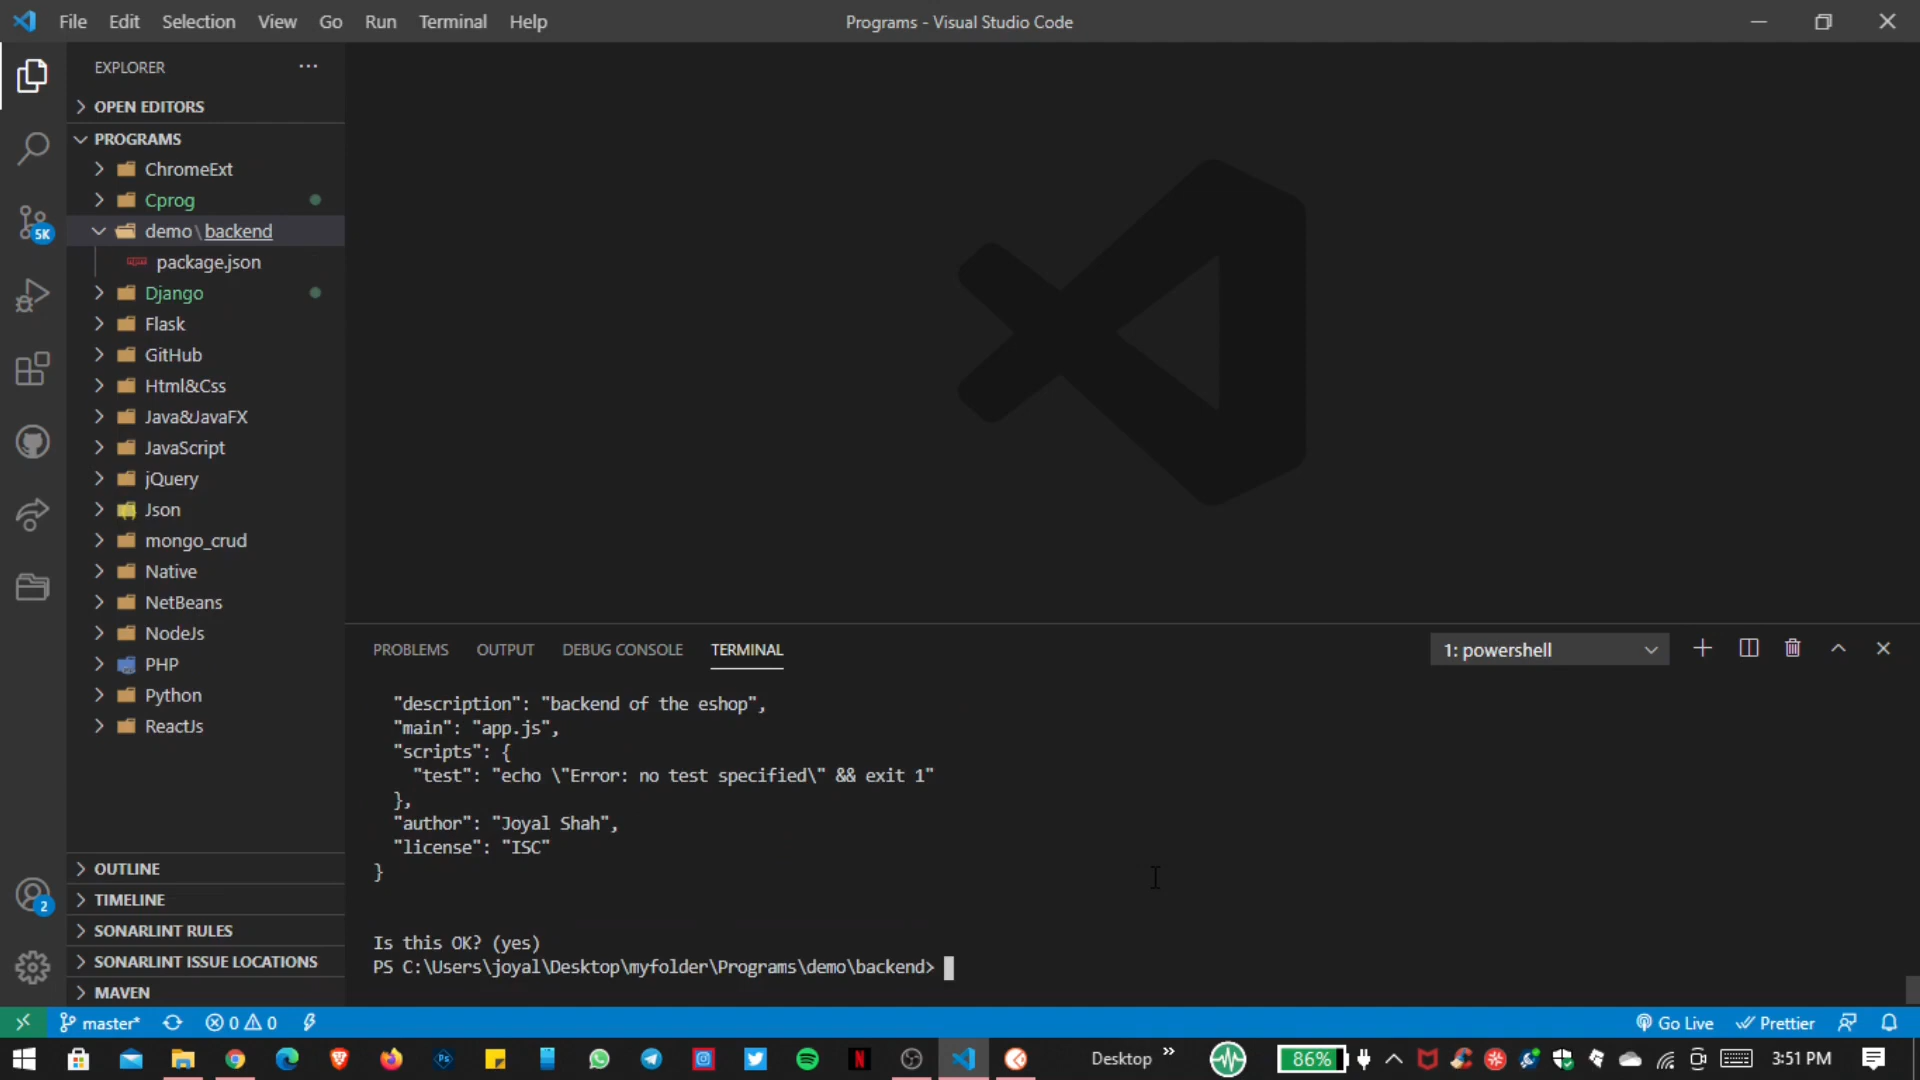 File Edit Selection View Go Run Terminal Help
Programs - Visual Studio Code
EXPLORER
OPEN EDITORS
PROGRAMS
ChromeExt
Cprog
demo\backend
package.json
Django
Flask
GitHub
Html&Css
Java&JavaFX
JavaScript
jQuery
Json
mongo_crud
Native
NetBeans
NodeJs
PHP
Python
ReactJs
OUTLINE
TIMELINE
SONARLINT RULES
SONARLINT ISSUE LOCATIONS
MAVEN
5K
2
PROBLEMS OUTPUT DEBUG CONSOLE TERMINAL
1: powershell
"description": "backend of the eshop",
"main": "app.js",
"scripts": {
"test": "echo \"Error: no test specified\" && exit 1"
},
"author": "Joyal Shah",
"license": "ISC"
}
Is this OK? (yes)
PS C:\Users\joyal\Desktop\myfolder\Programs\demo\backend>
master* 0 0
Go Live Prettier
Ps
N
Desktop »
86%
3:51 PM